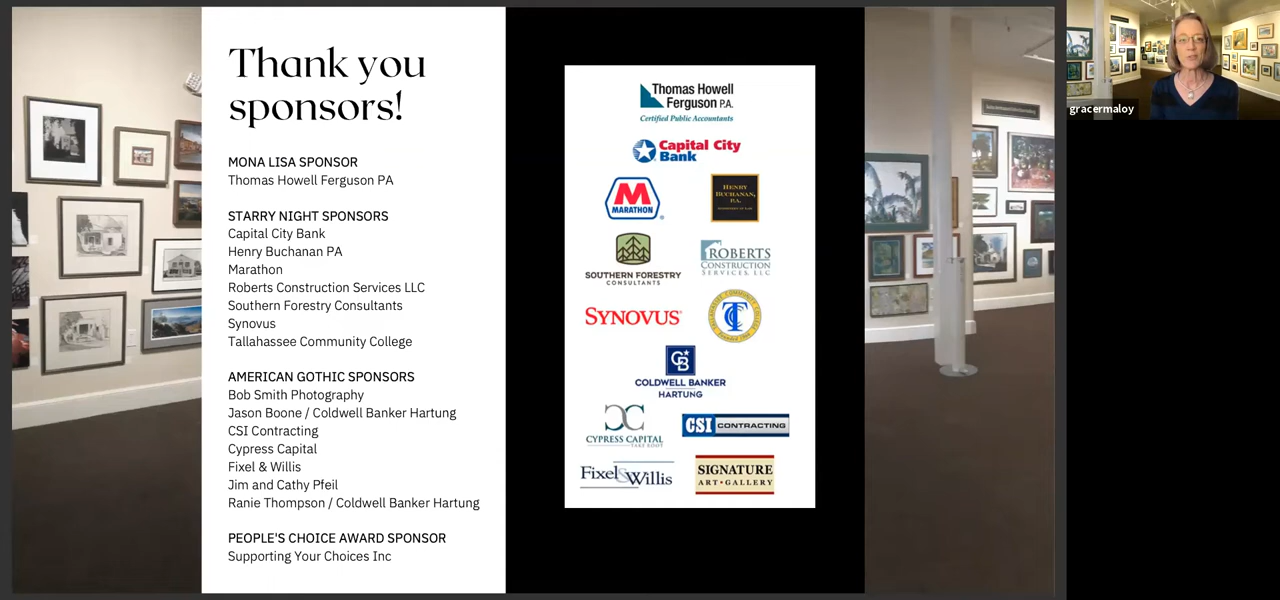 Thank you
sponsors!
MONA LISA SPONSOR
Thomas Howell Ferguson PA
STARRY NIGHT SPONSORS
Capital City Bank
Henry Buchanan PA
Marathon
Roberts Construction Services LLC
Southern Forestry Consultants
Synovus
Tallahassee Community College
AMERICAN GOTHIC SPONSORS
Bob Smith Photography
Jason Boone / Coldwell Banker Hartung
CSI Contracting
Cypress Capital
Fixel & Willis
Jim and Cathy Pfeil
Ranie Thompson / Coldwell Banker Hartung
PEOPLE'S CHOICE AWARD SPONSOR
Supporting Your Choices Inc
Thomas Howell
Ferguson P.A.
Certified Public Accountants
Capital City
Bank
M
MARATHON
HENRY
BUCHANAN,
P.A.
SOUTHERN FORESTRY
CONSULTANTS
ROBERTS
CONSTRUCTION
SERVICES, LLC
SYNOVUS
TALLAHASSEE COMMUNITY COLLEGE
TCC
CB
COLDWELL BANKER
HARTUNG
CC
CYPRESS CAPITAL
CSI CONTRACTING
Fixel & Willis
SIGNATURE
ART • GALLERY
gracermaloy